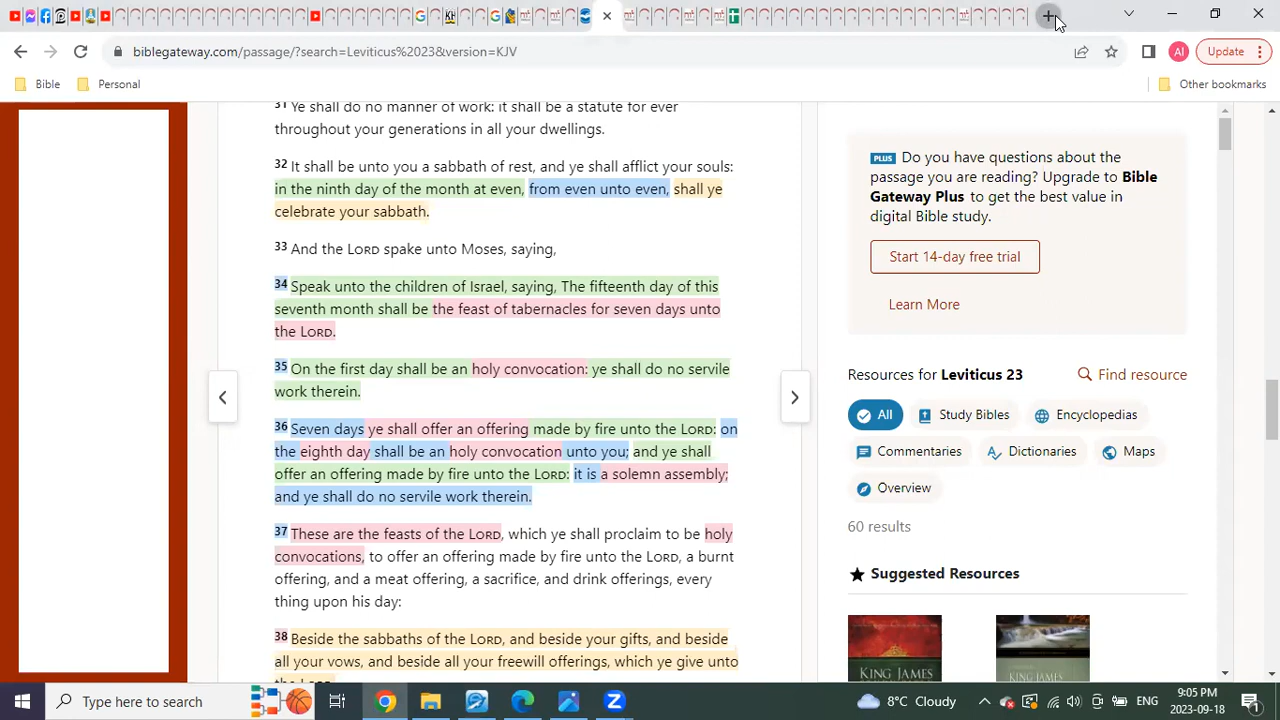 biblegateway.com/passage/?search=Leviticus%2023&version=KJV
AI
Update
Bible
Personal
Other bookmarks
31 Ye shall do no manner of work: it shall be a statute for ever
throughout your generations in all your dwellings.
32 It shall be unto you a sabbath of rest, and ye shall afflict your souls:
in the ninth day of the month at even, from even unto even, shall ye
celebrate your sabbath.
33 And the LORD spake unto Moses, saying,
34 Speak unto the children of Israel, saying, The fifteenth day of this
seventh month shall be the feast of tabernacles for seven days unto
the LORD.
35 On the first day shall be an holy convocation: ye shall do no servile
work therein.
36 Seven days ye shall offer an offering made by fire unto the LORD: on
the eighth day shall be an holy convocation unto you; and ye shall
offer an offering made by fire unto the LORD: it is a solemn assembly;
and ye shall do no servile work therein.
37 These are the feasts of the LORD, which ye shall proclaim to be holy
convocations, to offer an offering made by fire unto the LORD, a burnt
offering, and a meat offering, a sacrifice, and drink offerings, every
thing upon his day:
38 Beside the sabbaths of the LORD, and beside your gifts, and beside
all your vows, and beside all your freewill offerings, which ye give unto
PLUS Do you have questions about the
passage you are reading? Upgrade to Bible
Gateway Plus to get the best value in
digital Bible study.
Start 14-day free trial
Learn More
Resources for Leviticus 23
Find resource
All
Study Bibles
Encyclopedias
Commentaries
Dictionaries
Maps
Overview
60 results
Suggested Resources
KING JAMES
Type here to search
8°C Cloudy
ENG
9:05 PM
2023-09-18
1